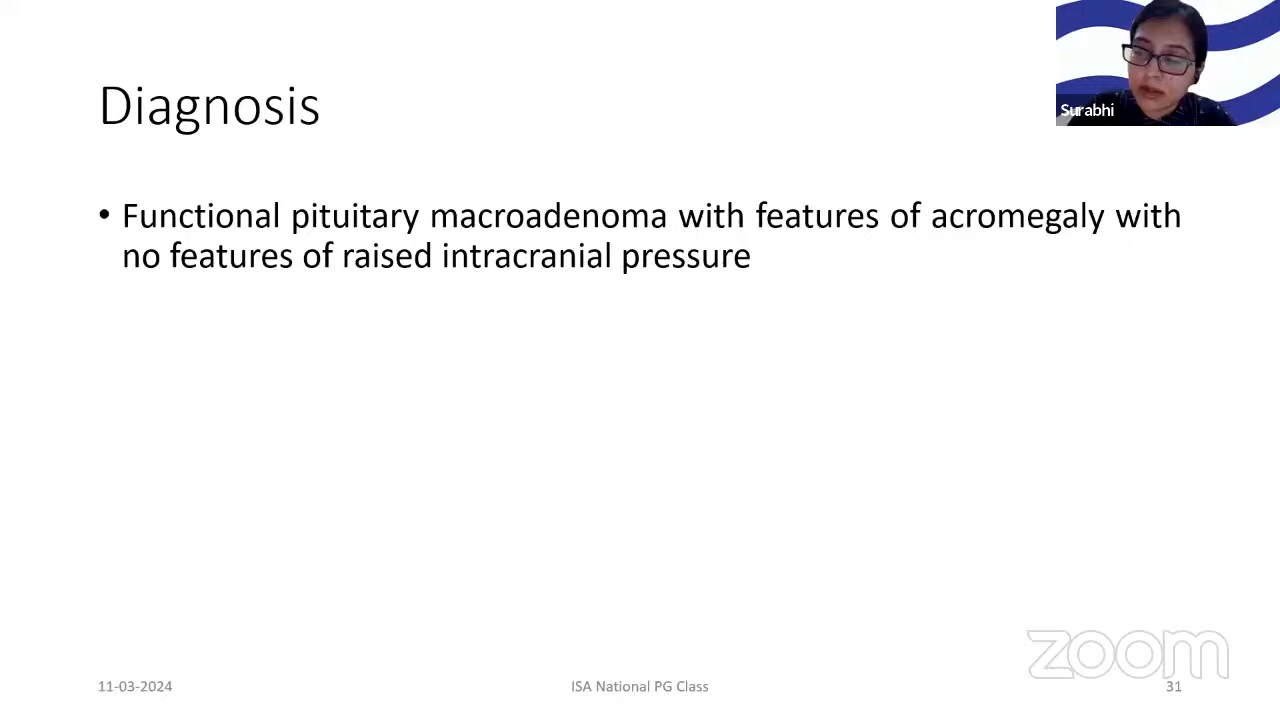 Surabhi
Diagnosis
• Functional pituitary macroadenoma with features of acromegaly with
no features of raised intracranial pressure
zoom
11-03-2024
ISA National PG Class
31